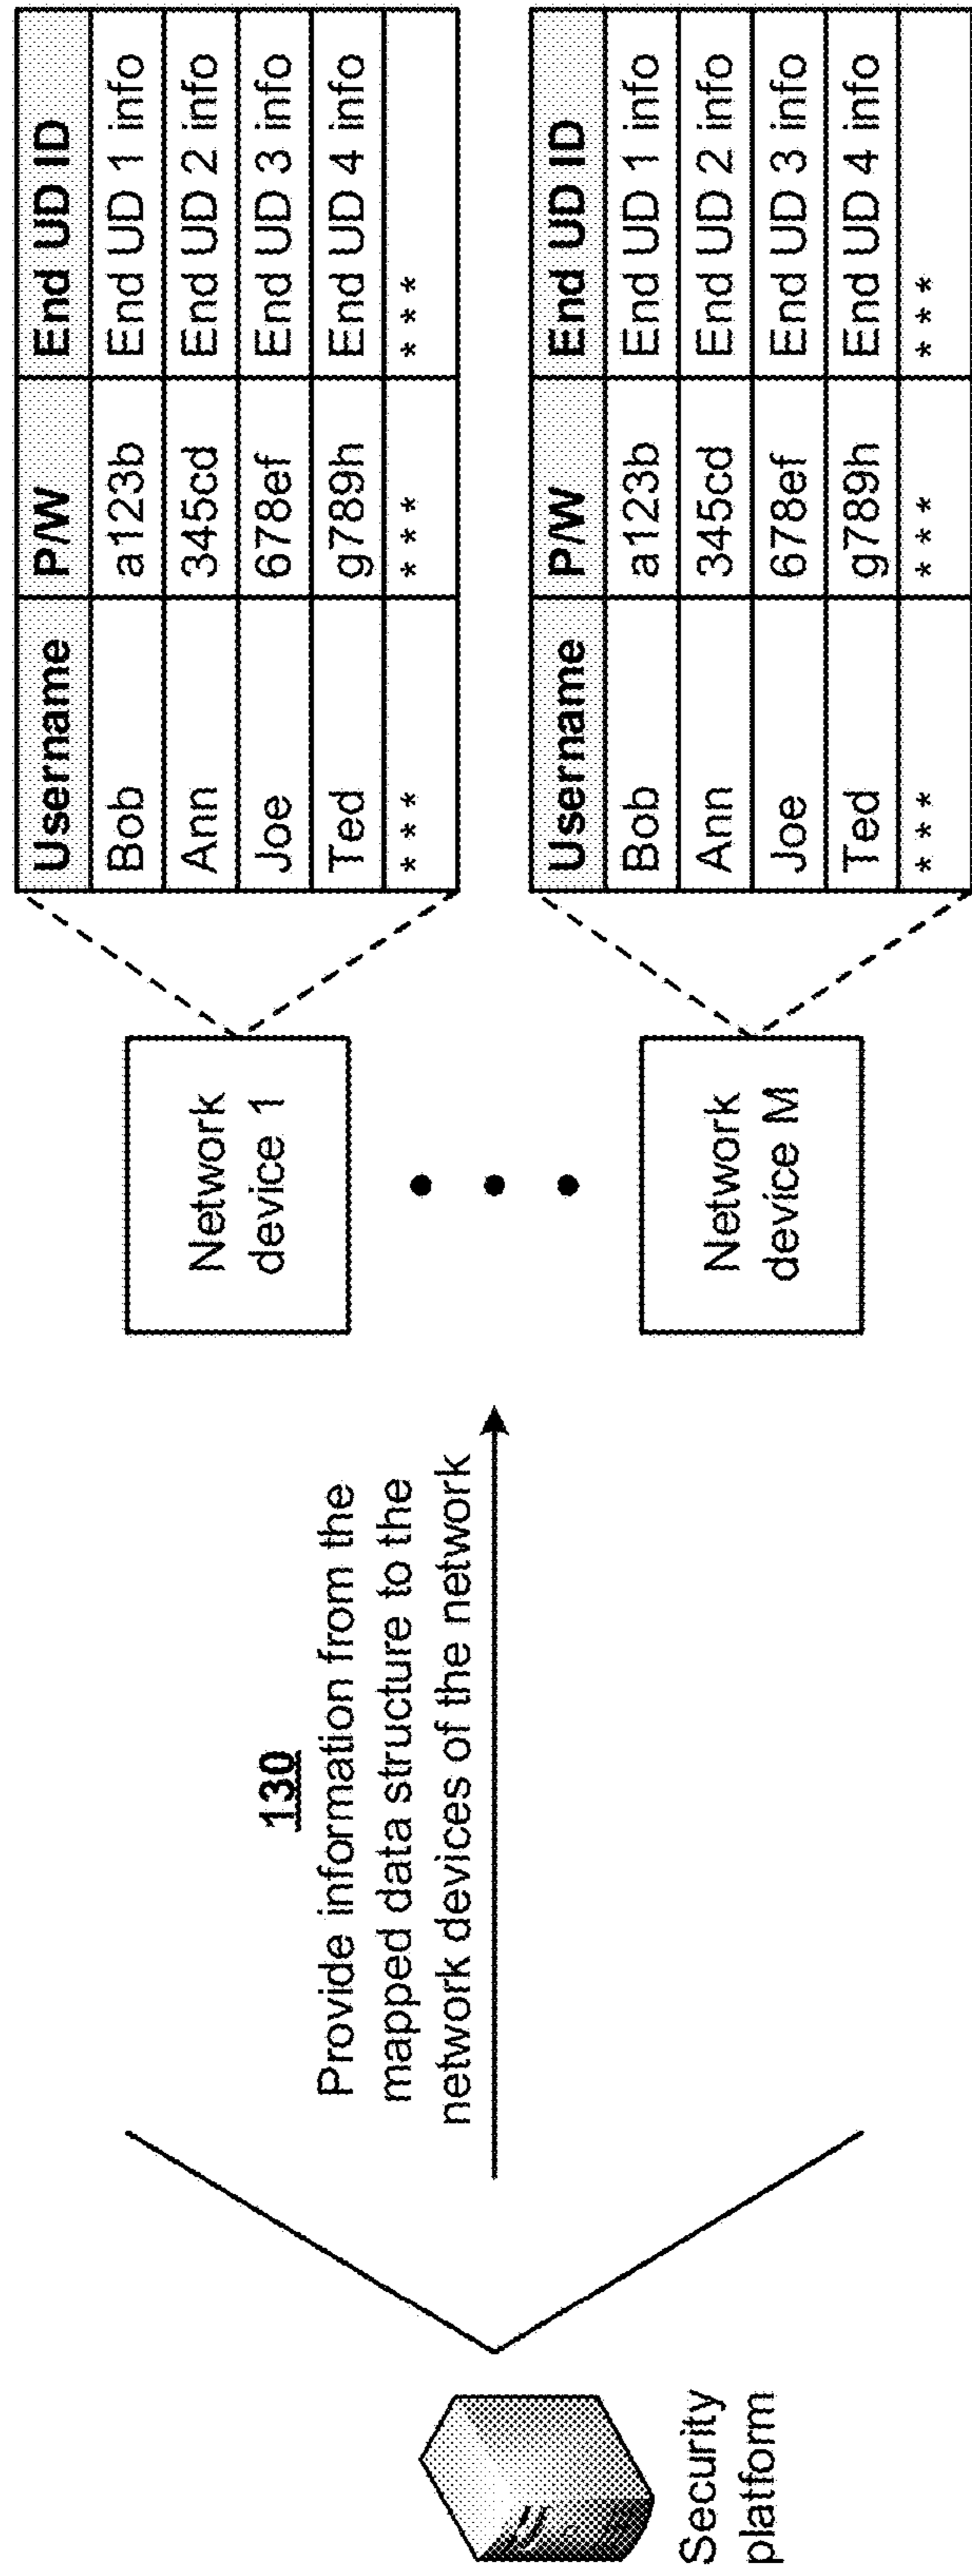 Security
platform
130
Provide information from the
mapped data structure to the
network devices of the network
Network
device 1
Network
device M
Username P/W End UD ID
Bob a123b End UD 1 info
Ann 345cd End UD 2 info
Joe 678ef End UD 3 info
Ted g789h End UD 4 info
*** *** ***
Username P/W End UD ID
Bob a123b End UD 1 info
Ann 345cd End UD 2 info
Joe 678ef End UD 3 info
Ted g789h End UD 4 info
*** *** ***